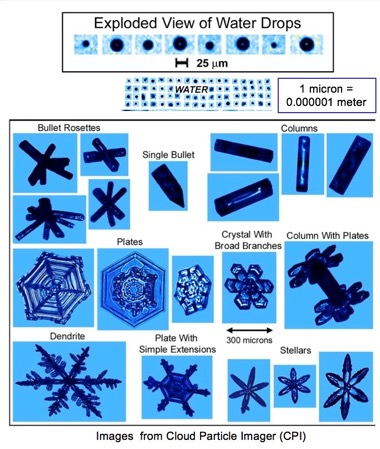 Exploded View of Water Drops
25 µm
WATER
1 micron =
0.000001 meter
Bullet Rosettes
Single Bullet
Columns
Plates
Crystal With
Broad Branches
Column With Plates
300 microns
Dendrite
Plate With
Simple Extensions
Stellars
Images from Cloud Particle Imager (CPI)